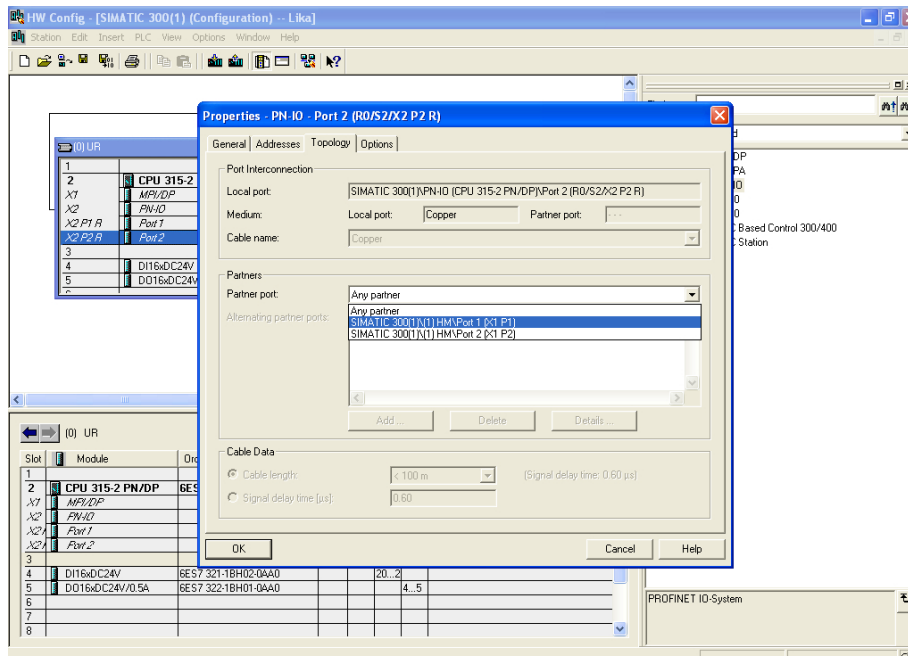 HW Config - [SIMATIC 300(1) (Configuration) -- Lika]
Station Edit Insert PLC View Options Window Help
Properties - PN-IO - Port 2 (R0/S2/X2 P2 R)
General Addresses Topology Options
Port Interconnection
Local port: SIMATIC 300(1)\PN-IO (CPU 315-2 PN/DP)\Port 2 (R0/S2/X2 P2 R)
Medium: Local port: Copper Partner port: - - -
Cable name: Copper
Partners
Partner port: Any partner
Any partner
Alternating partner ports: SIMATIC 300(1)\(1) HM\Port 1 (X1 P1)
SIMATIC 300(1)\(1) HM\Port 2 (X1 P2)
Add ... Delete Details ...
Cable Data
Cable length: < 100 m (Signal delay time: 0.60 µs)
Signal delay time [µs]: 0.60
OK Cancel Help
(0) UR
1
2 CPU 315-2
X1 MPI/DP
X2 PN-IO
X2 P1 R Port 1
X2 P2 R Port 2
3
4 DI16xDC24V
5 DO16xDC24V
DP
PA
IO
Based Control 300/400
Station
(0) UR
Slot Module
1
2 CPU 315-2 PN/DP 6ES
X1 MPI/DP
X2 PN-IO
X2 Port 1
X2 Port 2
3
4 DI16xDC24V 6ES7 321-1BH02-0AA0 20...2
5 DO16xDC24V/0.5A 6ES7 322-1BH01-0AA0 4...5
6
7
8
PROFINET IO-System